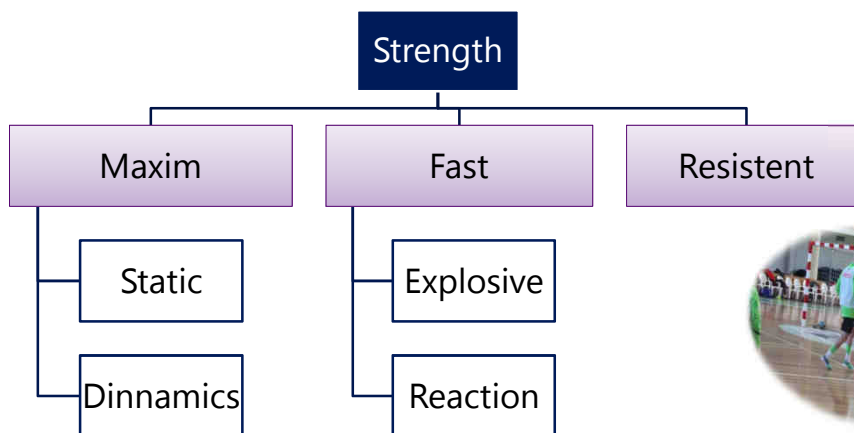 Strength
Maxim
Fast
Resistent
Static
Explosive
Dinnamics
Reaction